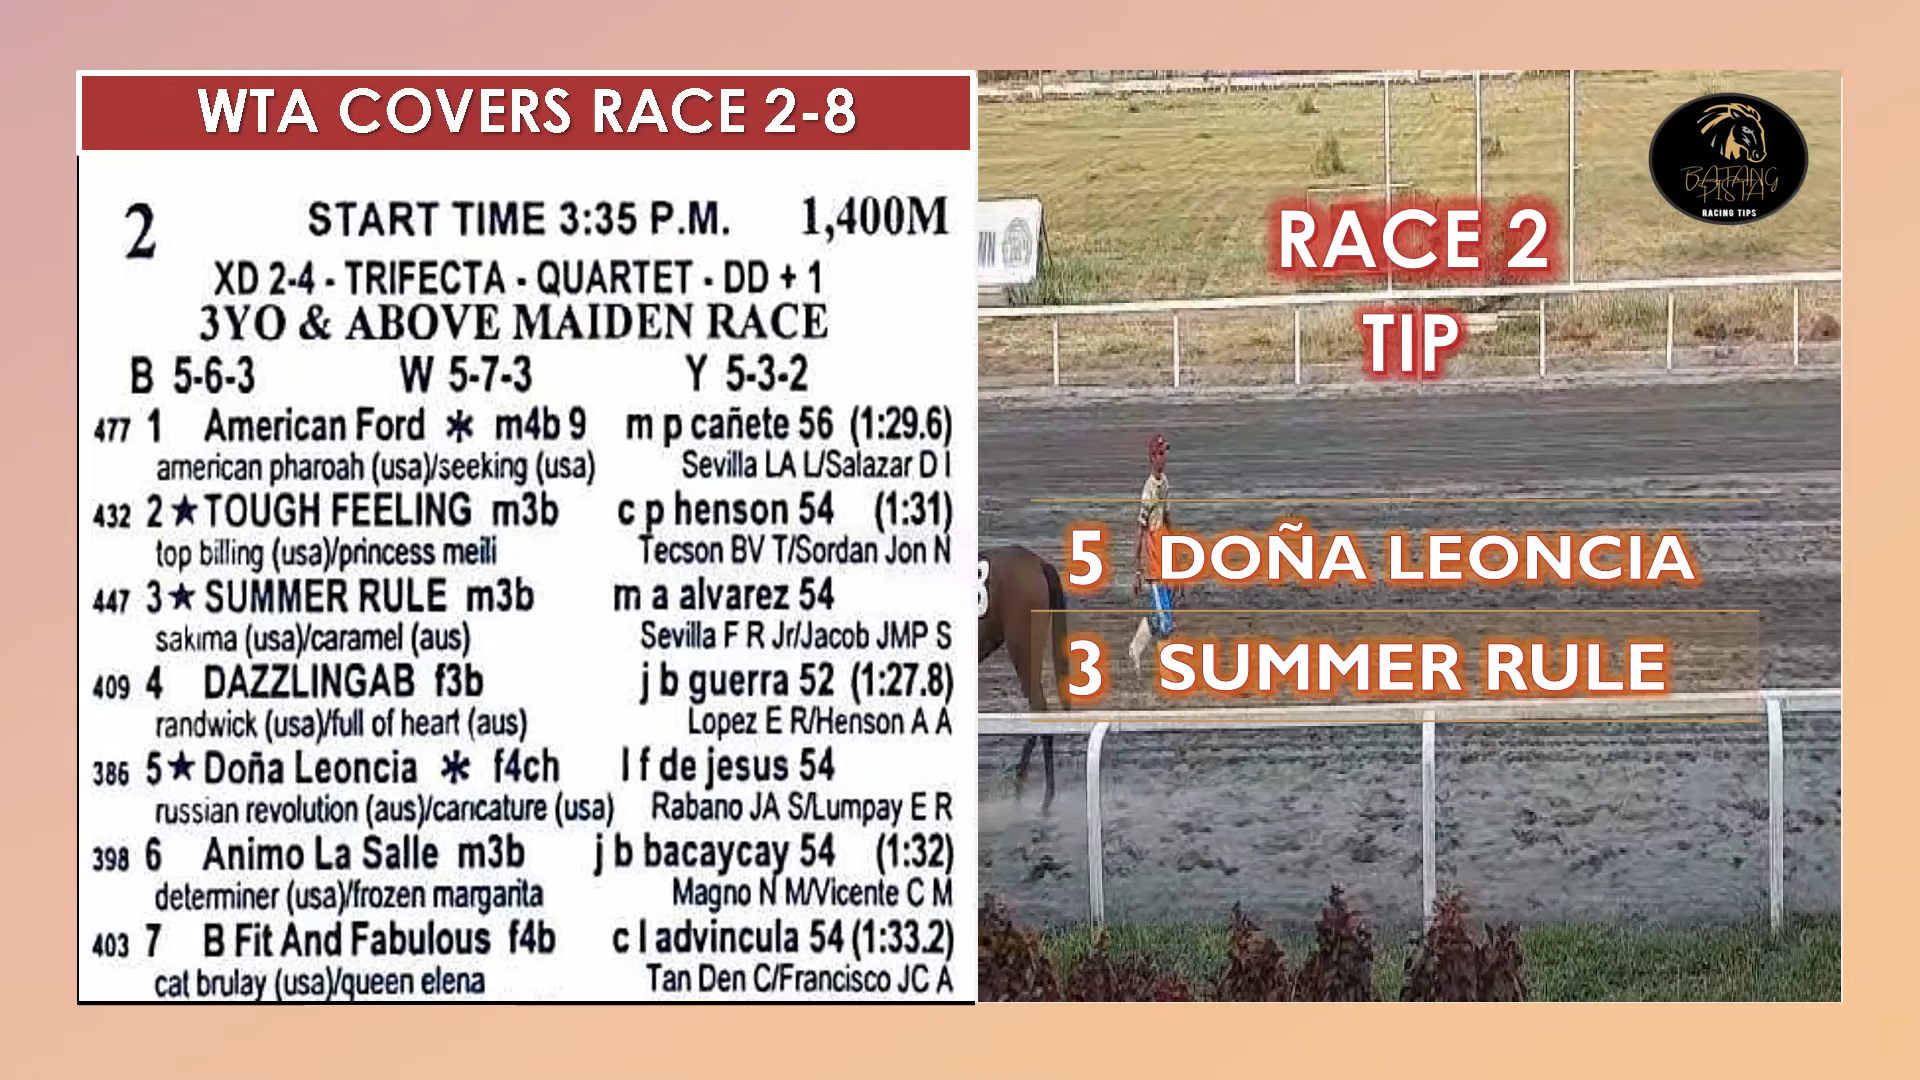 WTA COVERS RACE 2-8
2 START TIME 3:35 P.M. 1,400M
XD 2-4 - TRIFECTA - QUARTET - DD + 1
3YO & ABOVE MAIDEN RACE
B 5-6-3 W 5-7-3 Y 5-3-2
477 1 American Ford * m4b 9 m p cañete 56 (1:29.6)
american pharoah (usa)/seeking (usa) Sevilla LA L/Salazar D I
432 2★ TOUGH FEELING m3b c p henson 54 (1:31)
top billing (usa)/princess meili Tecson BV T/Sordan Jon N
447 3★ SUMMER RULE m3b m a alvarez 54
sakima (usa)/caramel (aus) Sevilla F R Jr/Jacob JMP S
409 4 DAZZLINGAB f3b j b guerra 52 (1:27.8)
randwick (usa)/full of heart (aus) Lopez E R/Henson A A
386 5★ Doña Leoncia * f4ch l f de jesus 54
russian revolution (aus)/caricature (usa) Rabano JA S/Lumpay E R
398 6 Animo La Salle m3b j b bacaycay 54 (1:32)
determiner (usa)/frozen margarita Magno N M/Vicente C M
403 7 B Fit And Fabulous f4b c l advincula 54 (1:33.2)
cat brulay (usa)/queen elena Tan Den C/Francisco JC A
BATANG
PISTA
RACING TIPS
RACE 2
TIP
5 DOÑA LEONCIA
3 SUMMER RULE